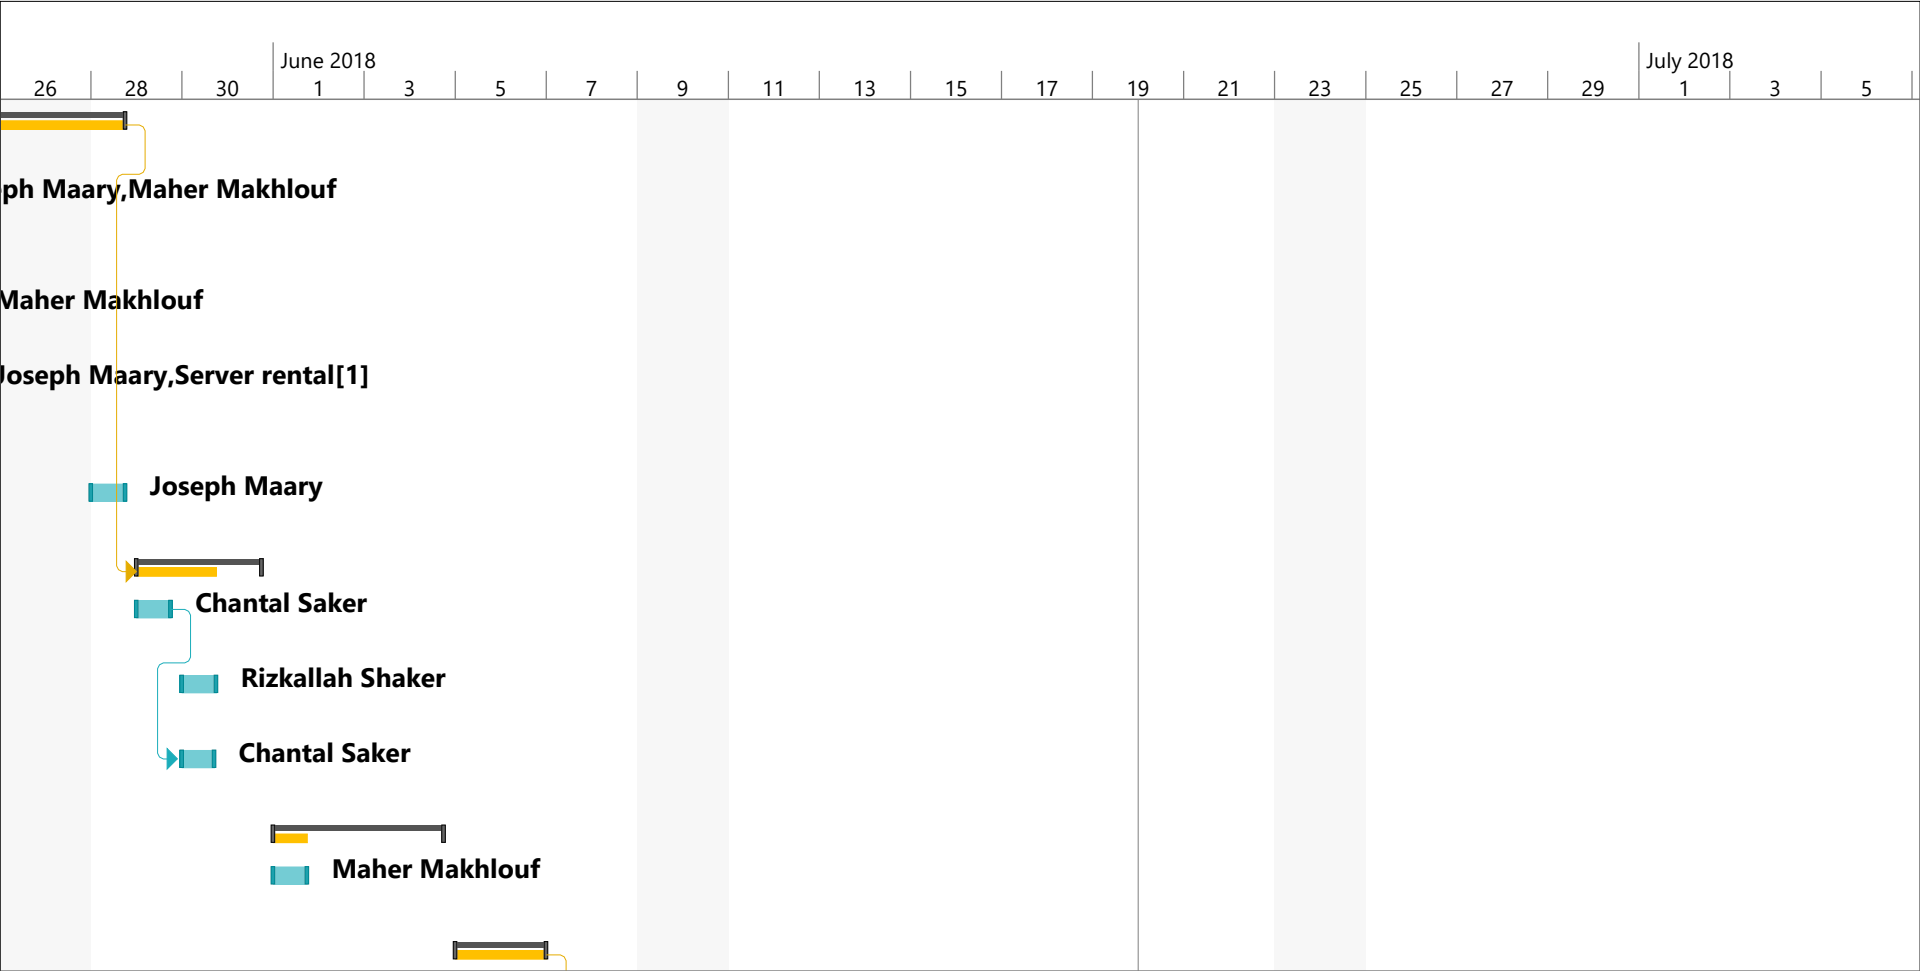 June 2018 July 2018
26 28 30 1 3 5 7 9 11 13 15 17 19 21 23 25 27 29 1 3 5
ph Maary,Maher Makhlouf
Maher Makhlouf
Joseph Maary,Server rental[1]
Joseph Maary
Chantal Saker
Rizkallah Shaker
Chantal Saker
Maher Makhlouf